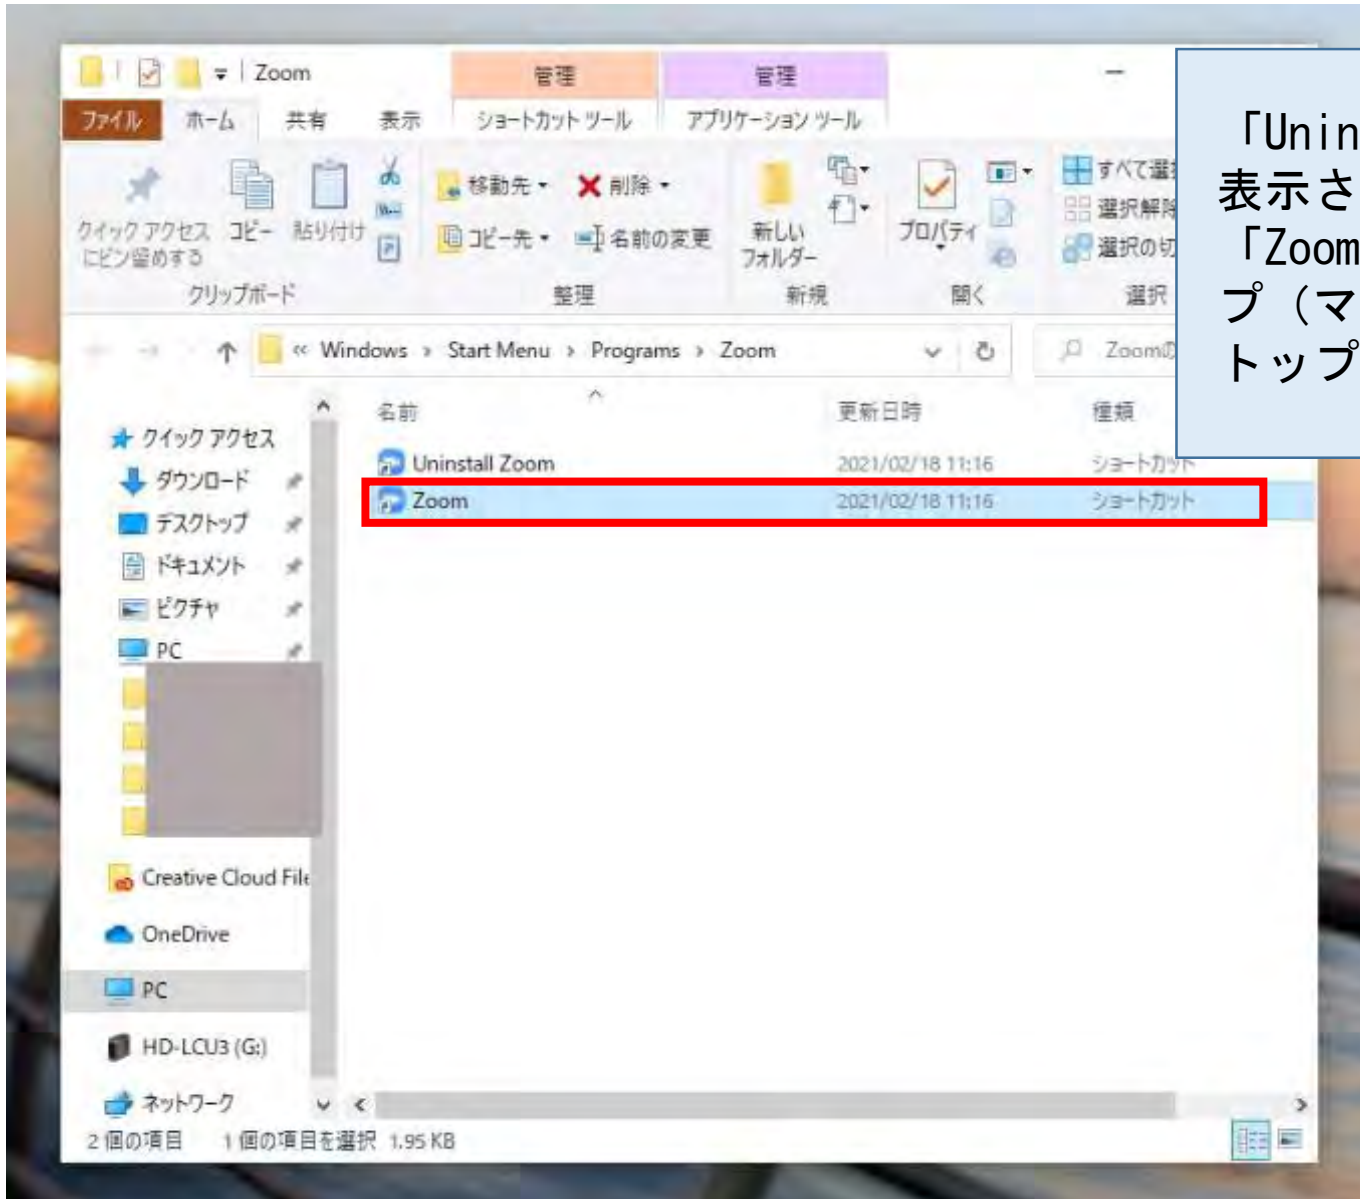 Zoom
管理
管理
ファイル
ホーム
共有
表示
ショートカット ツール
アプリケーション ツール
クイック アクセス
にピン留めする
コピー
貼り付け
移動先
コピー先
削除
名前の変更
新しい
フォルダー
プロパティ
すべて選
選択解除
選択の切
クリップボード
整理
新規
開く
選択
« Windows › Start Menu › Programs › Zoom
Zoomの
「Unin
表示さ
「Zoom
プ（マ
トップ
名前
更新日時
種類
Uninstall Zoom
2021/02/18 11:16
ショートカット
Zoom
2021/02/18 11:16
ショートカット
クイック アクセス
ダウンロード
デスクトップ
ドキュメント
ピクチャ
PC
Creative Cloud File
OneDrive
PC
HD-LCU3 (G:)
ネットワーク
2 個の項目
1 個の項目を選択 1.95 KB